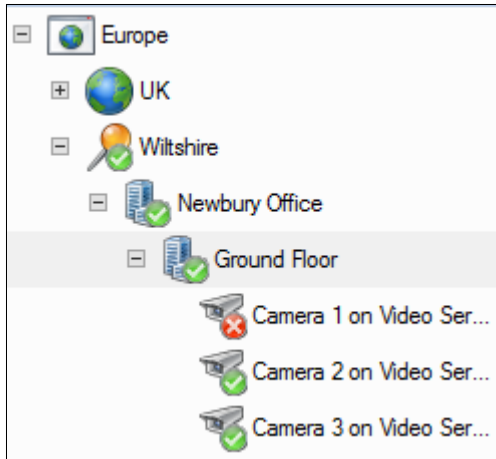 Europe
UK
Wiltshire
Newbury Office
Ground Floor
Camera 1 on Video Ser...
Camera 2 on Video Ser...
Camera 3 on Video Ser...